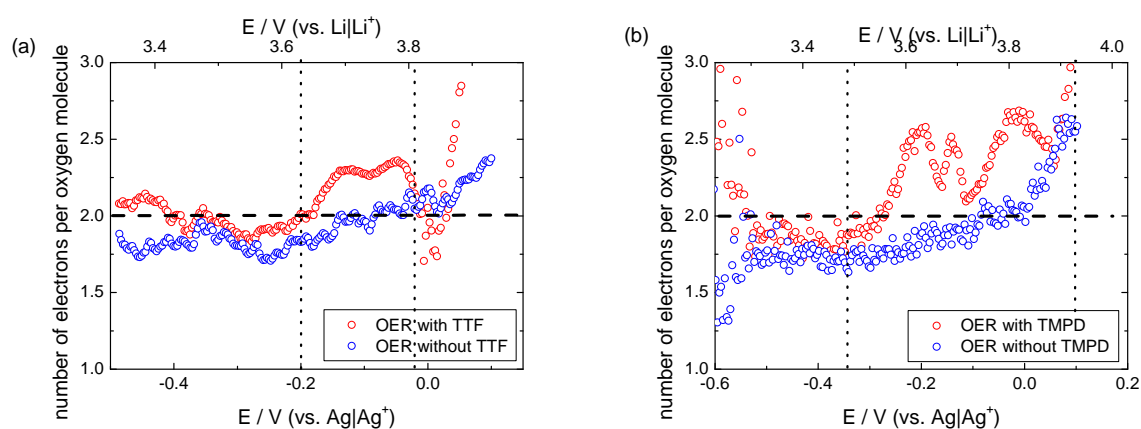 (a)
E / V (vs. Li|Li⁺)
3.4 3.6 3.8
number of electrons per oxygen molecule
3.0
2.5
2.0
1.5
1.0
OER with TTF
OER without TTF
-0.4 -0.2 0.0
E / V (vs. Ag|Ag⁺)
(b)
E / V (vs. Li|Li⁺)
3.4 3.6 3.8 4.0
number of electrons per oxygen molecule
3.0
2.5
2.0
1.5
1.0
OER with TMPD
OER without TMPD
-0.6 -0.4 -0.2 0.0 0.2
E / V (vs. Ag|Ag⁺)